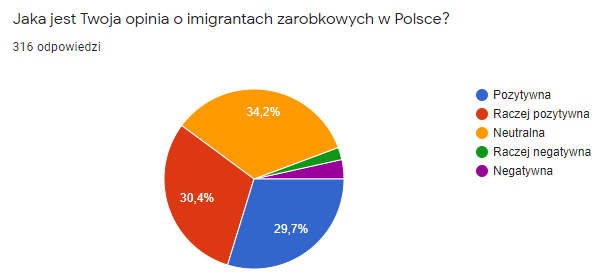 Jaka jest Twoja opinia o imigrantach zarobkowych w Polsce?
316 odpowiedzi
34,2%
30,4%
29,7%
Pozytywna
Raczej pozytywna
Neutralna
Raczej negatywna
Negatywna